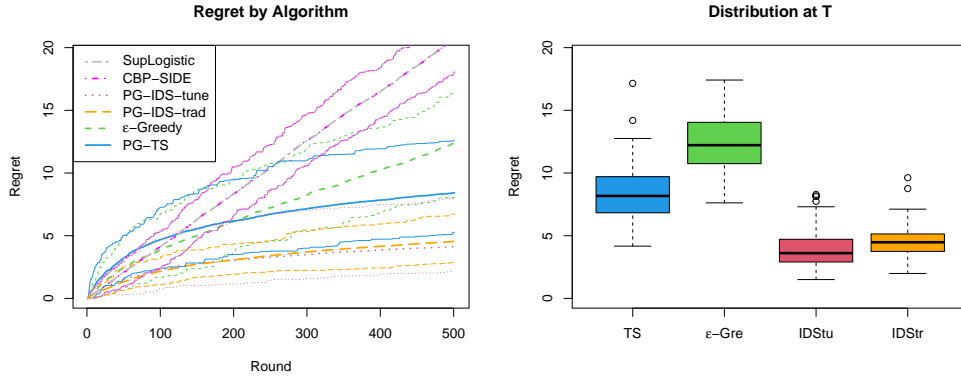 Regret by Algorithm
Regret
20
15
10
5
0
SupLogistic
CBP−SIDE
PG−IDS−tune
PG−IDS−trad
ε−Greedy
PG−TS
0 100 200 300 400 500
Round
Distribution at T
Regret
20
15
10
5
0
TS ε−Gre IDStu IDStr